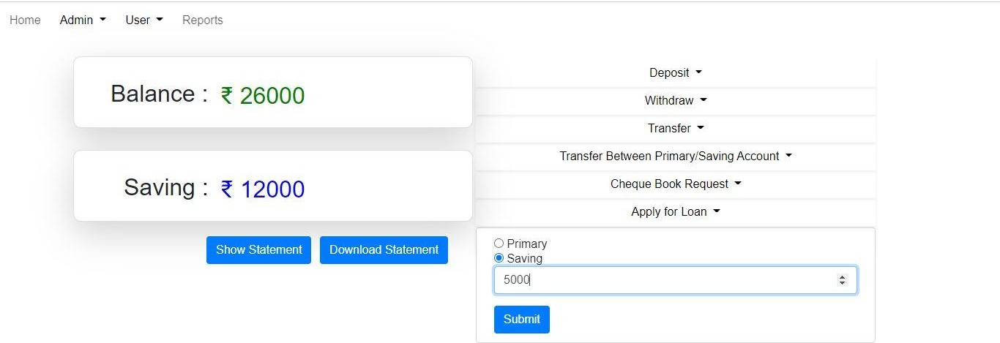 Home Admin User Reports
Balance : ₹ 26000
Saving : ₹ 12000
Show Statement Download Statement
Deposit
Withdraw
Transfer
Transfer Between Primary/Saving Account
Cheque Book Request
Apply for Loan
Primary
Saving
5000
Submit